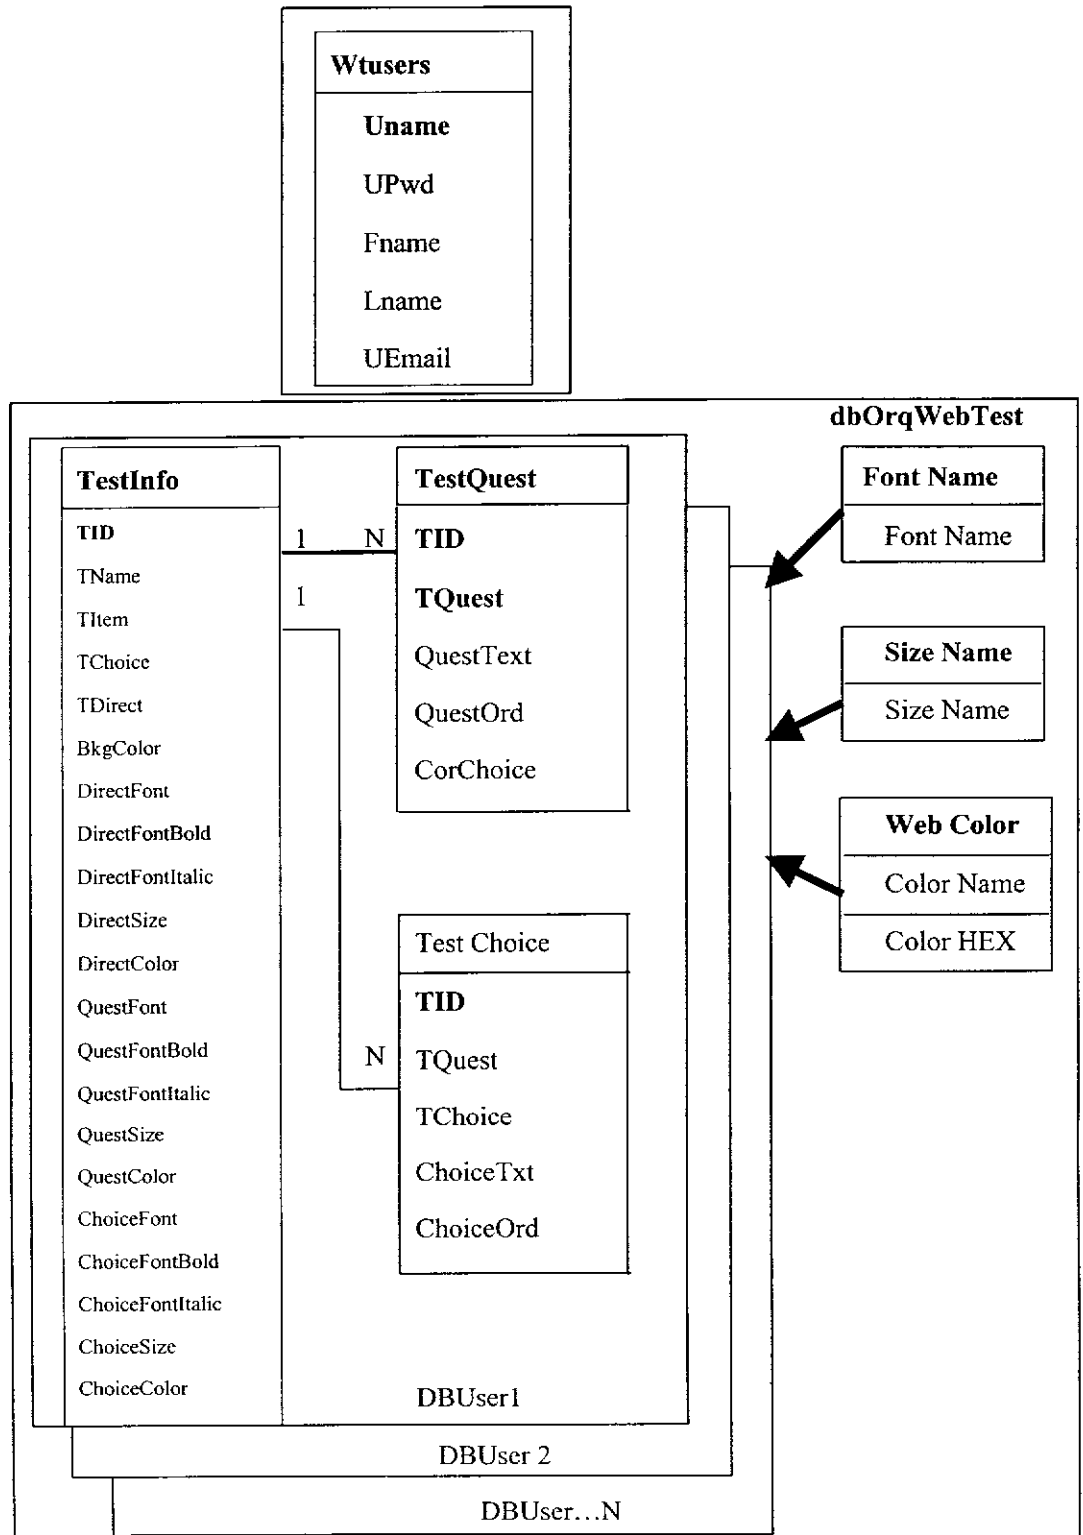 Wtusers
Uname
UPwd
Fname
Lname
UEmail
dbOrqWebTest
TestInfo
TID
TName
TItem
TChoice
TDirect
BkgColor
DirectFont
DirectFontBold
DirectFontItalic
DirectSize
DirectColor
QuestFont
QuestFontBold
QuestFontItalic
QuestSize
QuestColor
ChoiceFont
ChoiceFontBold
ChoiceFontItalic
ChoiceSize
ChoiceColor
1
N
1
N
TestQuest
TID
TQuest
QuestText
QuestOrd
CorChoice
Test Choice
TID
TQuest
TChoice
ChoiceTxt
ChoiceOrd
DBUser1
DBUser 2
DBUser...N
Font Name
Font Name
Size Name
Size Name
Web Color
Color Name
Color HEX